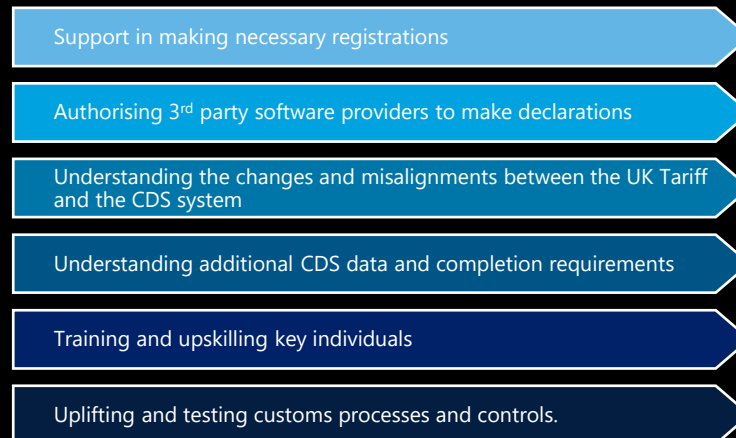 Support in making necessary registrations
Authorising 3rd party software providers to make declarations
Understanding the changes and misalignments between the UK Tariff
and the CDS system
Understanding additional CDS data and completion requirements
Training and upskilling key individuals
Uplifting and testing customs processes and controls.